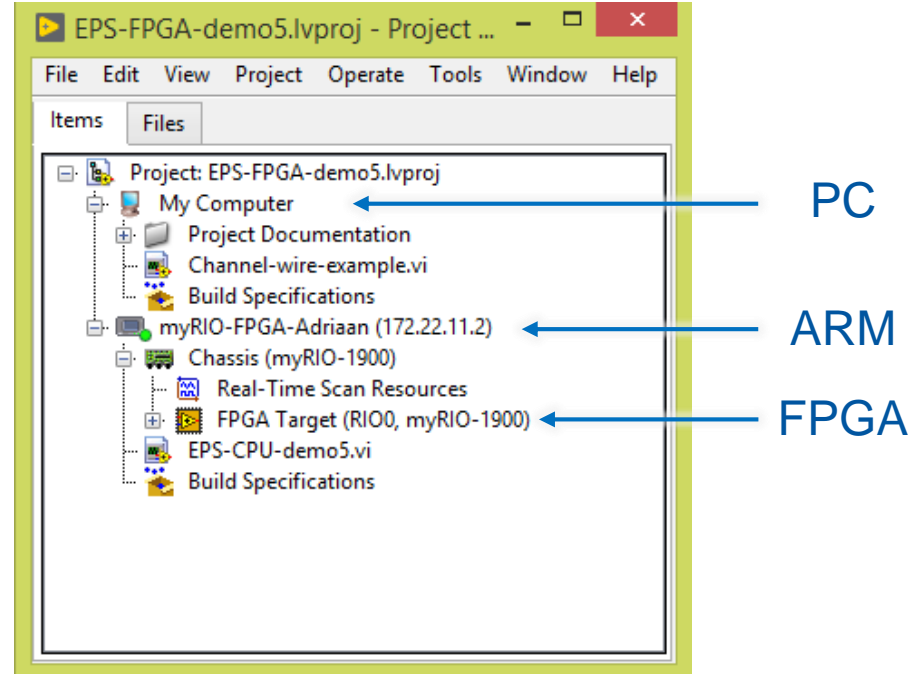 EPS-FPGA-demo5.lvproj - Project ...
File Edit View Project Operate Tools Window Help
Items Files
Project: EPS-FPGA-demo5.lvproj
My Computer
PC
Project Documentation
Channel-wire-example.vi
Build Specifications
myRIO-FPGA-Adriaan (172.22.11.2)
ARM
Chassis (myRIO-1900)
Real-Time Scan Resources
FPGA Target (RIO0, myRIO-1900)
FPGA
EPS-CPU-demo5.vi
Build Specifications